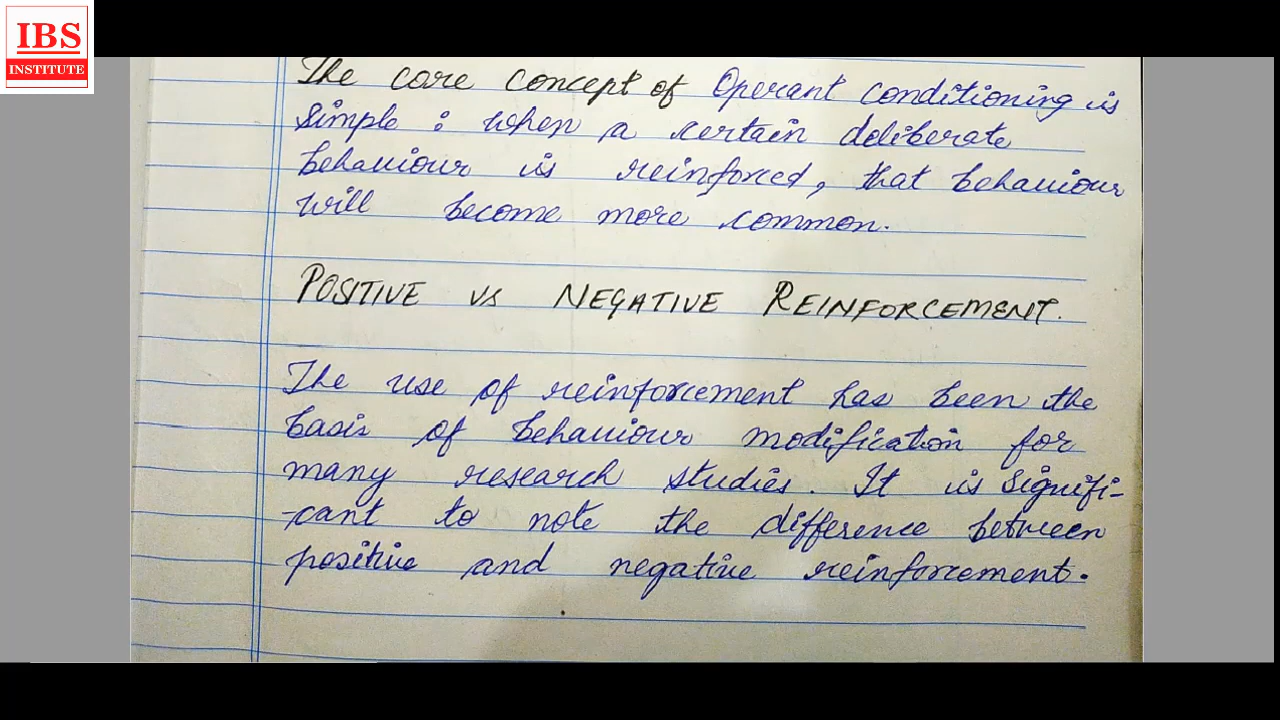 IBS
INSTITUTE
The core concept of Operant conditioning is
simple : when a certain deliberate
behaviour is reinforced, that behaviour
will become more common.
POSITIVE VS NEGATIVE REINFORCEMENT.
The use of reinforcement has been the
basis of behaviour modification for
many research studies. It is signifi-
-cant to note the difference between
positive and negative reinforcement.